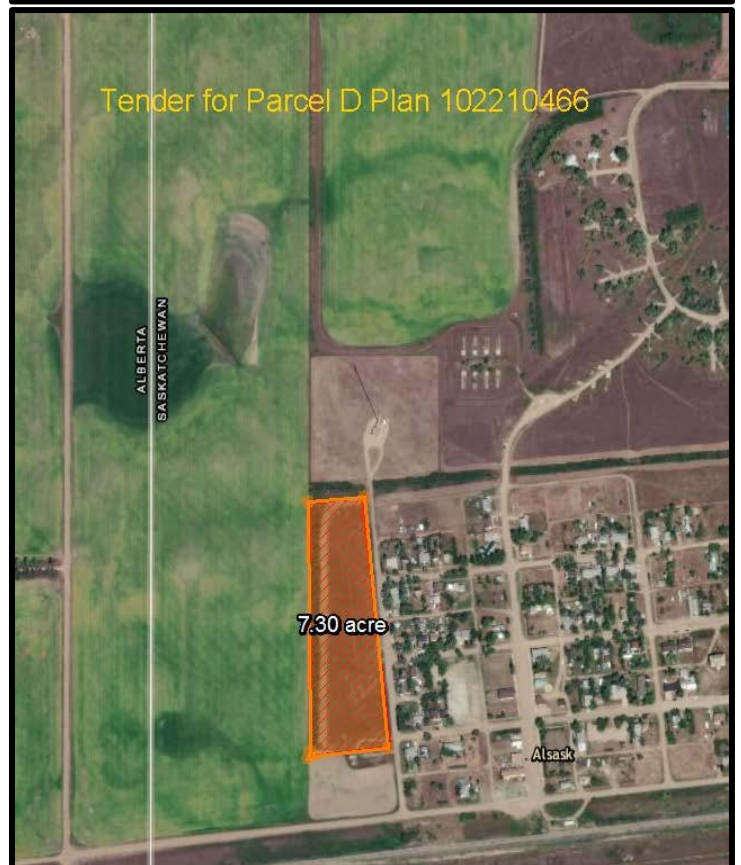 Tender for Parcel D Plan 102210466
ALBERTA
SASKATCHEWAN
7.30 acre
Alsask